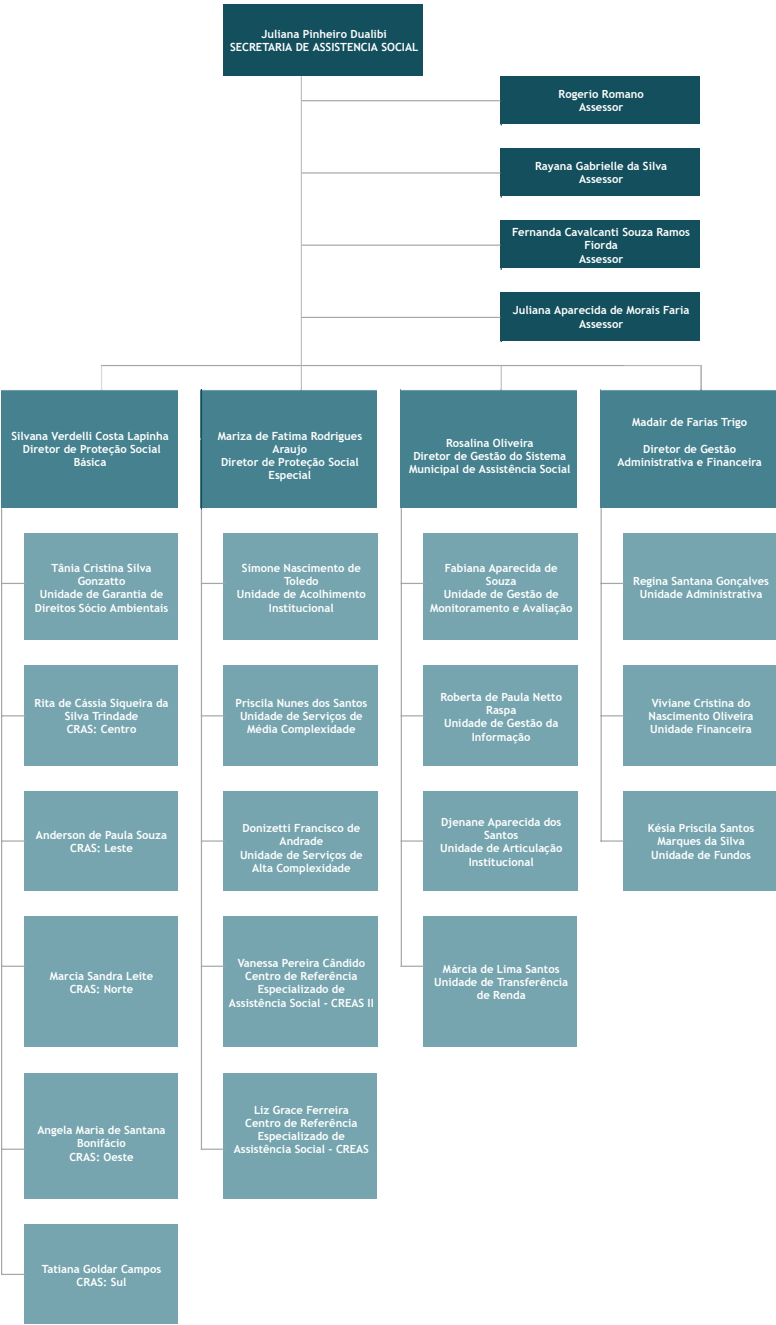 Juliana Pinheiro Dualibi
SECRETARIA DE ASSISTENCIA SOCIAL
Rogerio Romano
Assessor
Rayana Gabrielle da Silva
Assessor
Fernanda Cavalcanti Souza Ramos
Fiorda
Assessor
Juliana Aparecida de Morais Faria
Assessor
Silvana Verdelli Costa Lapinha
Diretor de Proteção Social
Básica
Mariza de Fatima Rodrigues
Araujo
Diretor de Proteção Social
Especial
Rosalina Oliveira
Diretor de Gestão do Sistema
Municipal de Assistência Social
Madair de Farias Trigo
Diretor de Gestão
Administrativa e Financeira
Tânia Cristina Silva
Gonzatto
Unidade de Garantia de
Direitos Sócio Ambientais
Simone Nascimento de
Toledo
Unidade de Acolhimento
Institucional
Fabiana Aparecida de
Souza
Unidade de Gestão de
Monitoramento e Avaliação
Regina Santana Gonçalves
Unidade Administrativa
Rita de Cássia Siqueira da
Silva Trindade
CRAS: Centro
Priscila Nunes dos Santos
Unidade de Serviços de
Média Complexidade
Roberta de Paula Netto
Raspa
Unidade de Gestão da
Informação
Viviane Cristina do
Nascimento Oliveira
Unidade Financeira
Anderson de Paula Souza
CRAS: Leste
Donizetti Francisco de
Andrade
Unidade de Serviços de
Alta Complexidade
Djenane Aparecida dos
Santos
Unidade de Articulação
Institucional
Késia Priscila Santos
Marques da Silva
Unidade de Fundos
Marcia Sandra Leite
CRAS: Norte
Vanessa Pereira Cândido
Centro de Referência
Especializado de
Assistência Social - CREAS II
Márcia de Lima Santos
Unidade de Transferência
de Renda
Angela Maria de Santana
Bonifácio
CRAS: Oeste
Liz Grace Ferreira
Centro de Referência
Especializado de
Assistência Social - CREAS
Tatiana Goldar Campos
CRAS: Sul